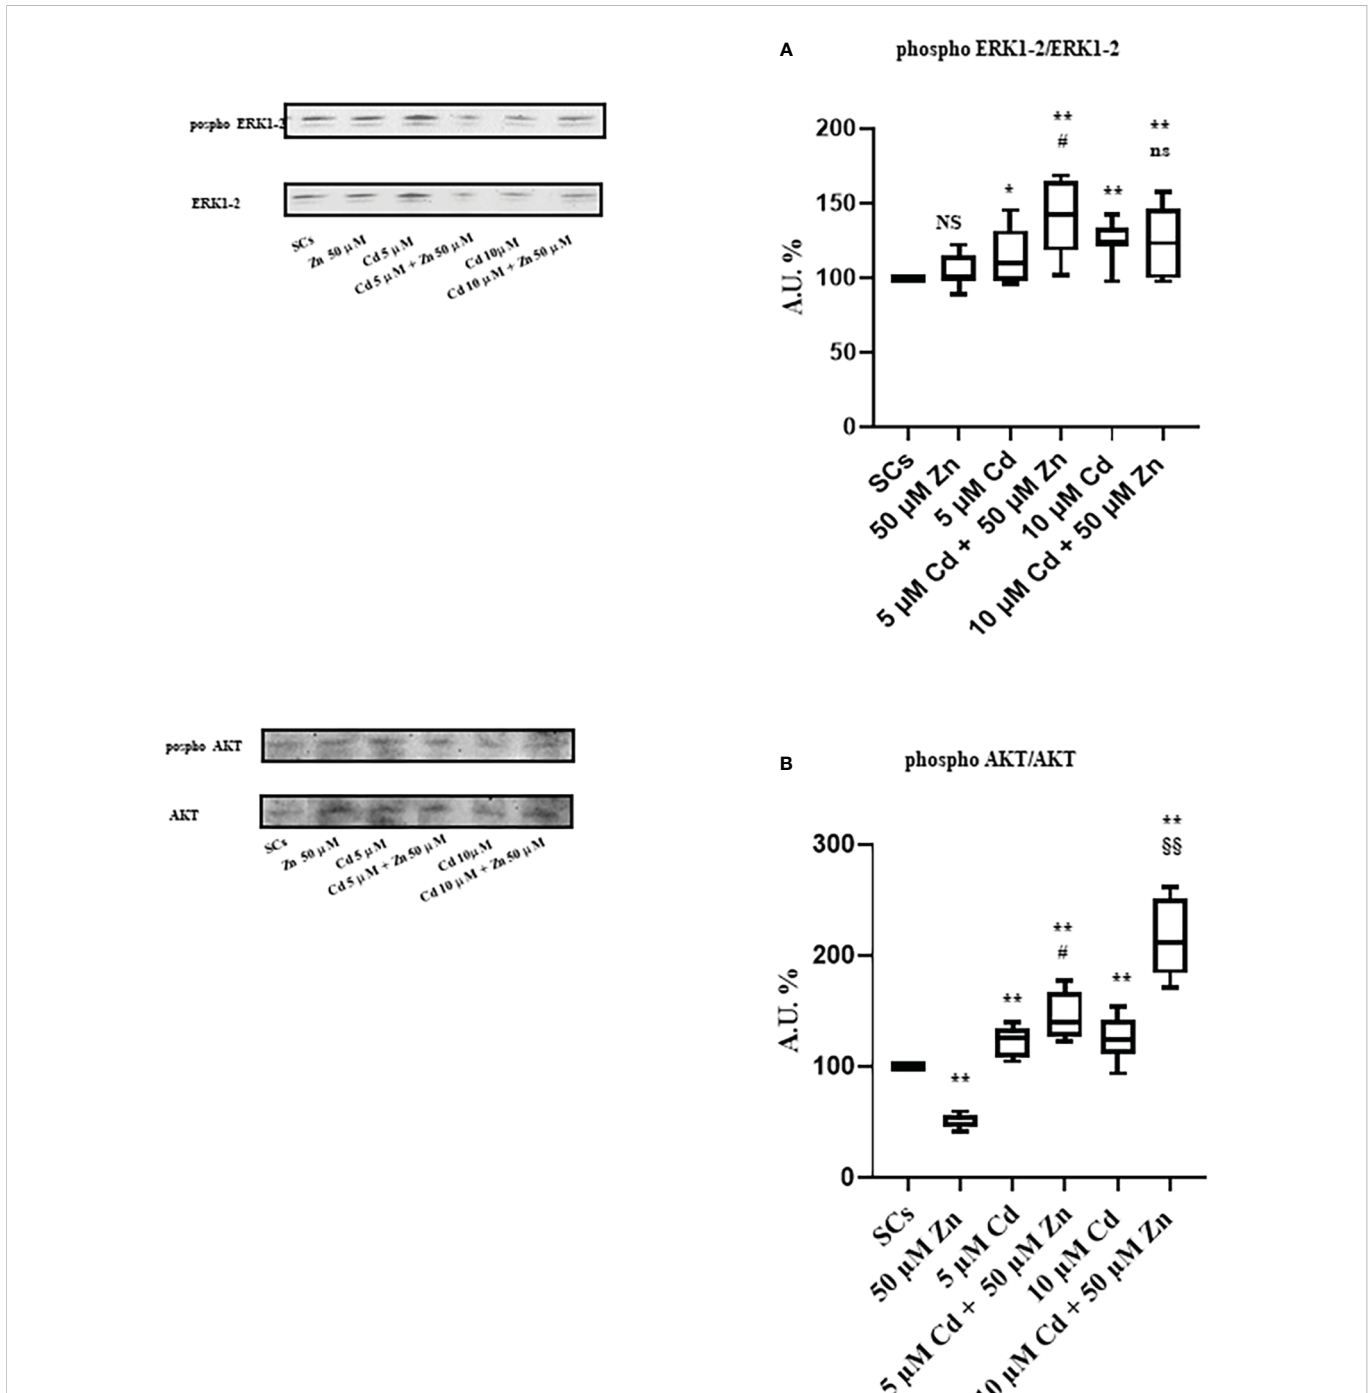 pospho ERK1-2
ERK1-2
SCs
Zn 50 µM
Cd 5 µM
Cd 5 µM + Zn 50 µM
Cd 10µM
Cd 10 µM + Zn 50 µM
A
phospho ERK1-2/ERK1-2
A.U. %
200
150
100
50
0
NS
*
**
#
**
**
ns
SCs
50 µM Zn
5 µM Cd
5 µM Cd + 50 µM Zn
10 µM Cd
10 µM Cd + 50 µM Zn
pospho AKT
AKT
SCs
Zn 50 µM
Cd 5 µM
Cd 5 µM + Zn 50 µM
Cd 10µM
Cd 10 µM + Zn 50 µM
B
phospho AKT/AKT
A.U. %
300
200
100
0
**
**
**
#
**
**
§§
SCs
50 µM Zn
5 µM Cd
5 µM Cd + 50 µM Zn
10 µM Cd
10 µM Cd + 50 µM Zn